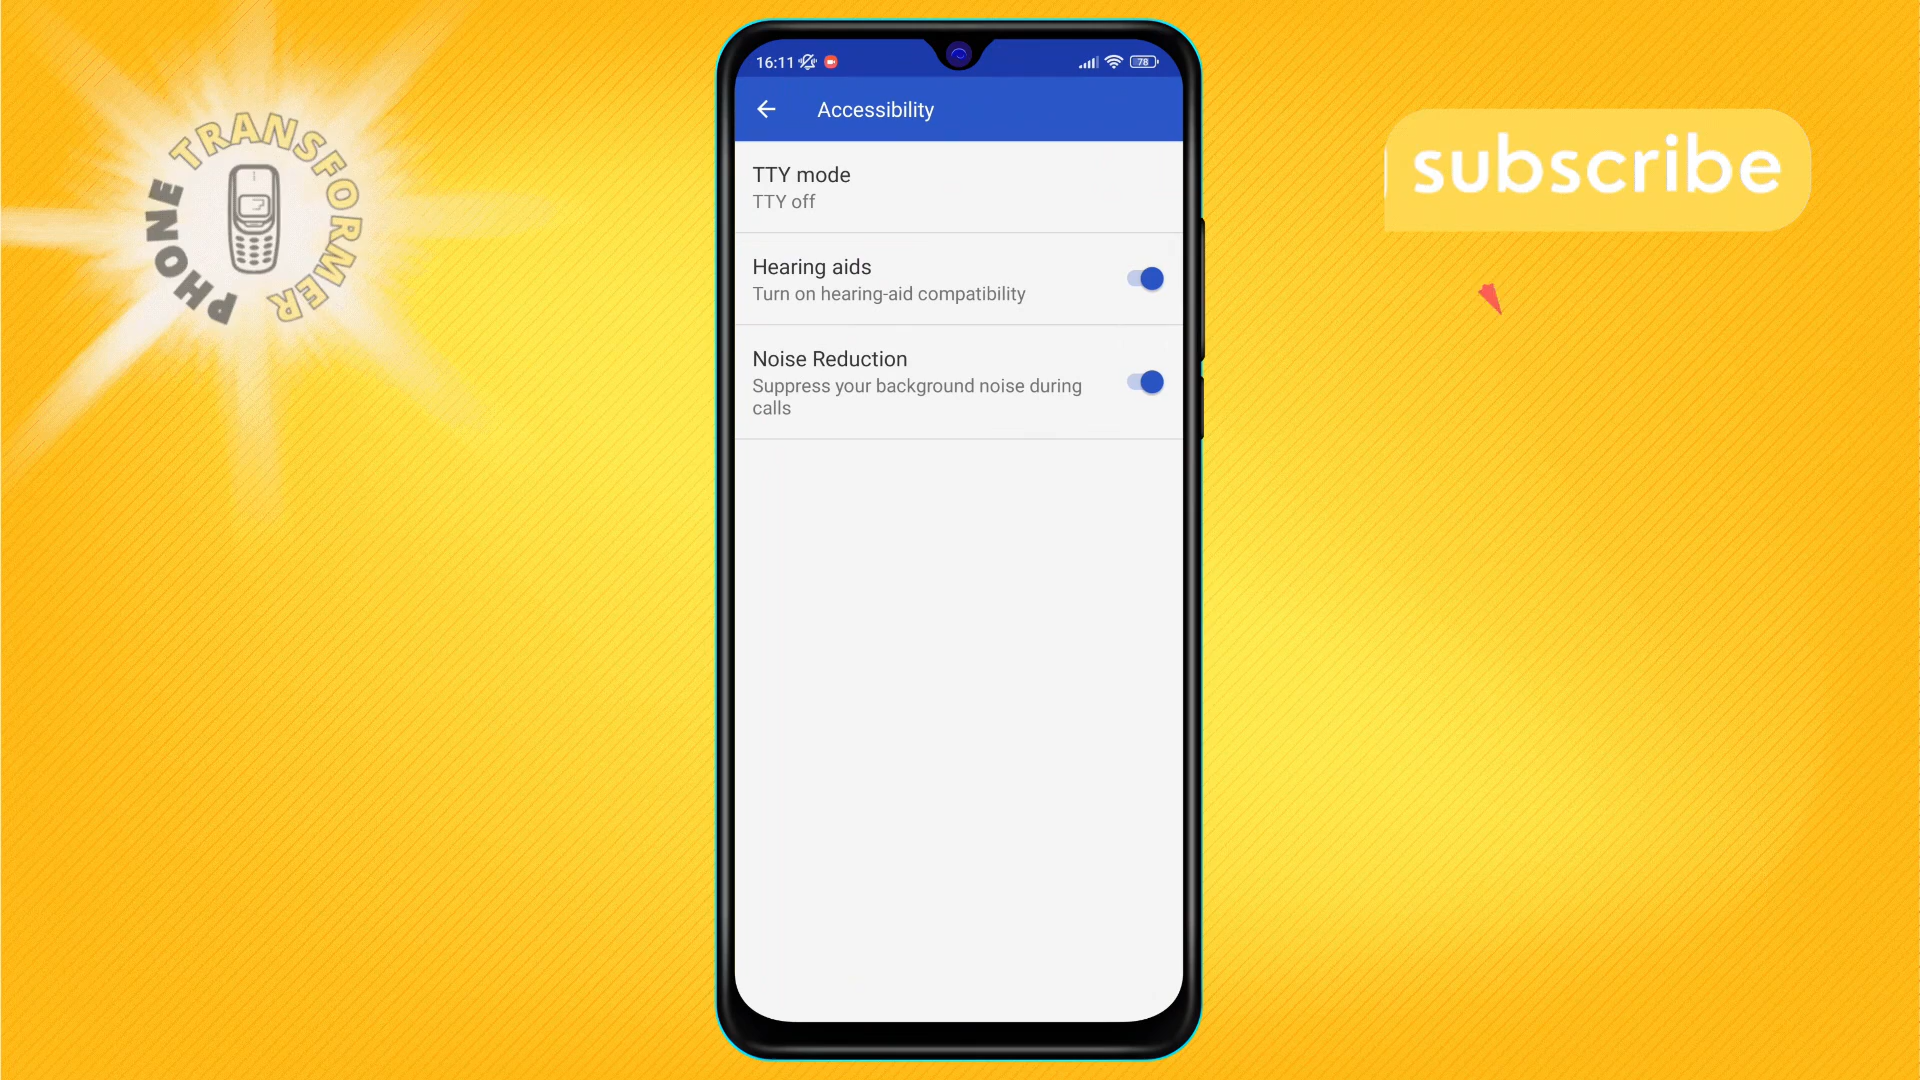 PHONE TRANSFORMER
16:11
78
Accessibility
TTY mode
TTY off
Hearing aids
Turn on hearing-aid compatibility
Noise Reduction
Suppress your background noise during
calls
subscribe